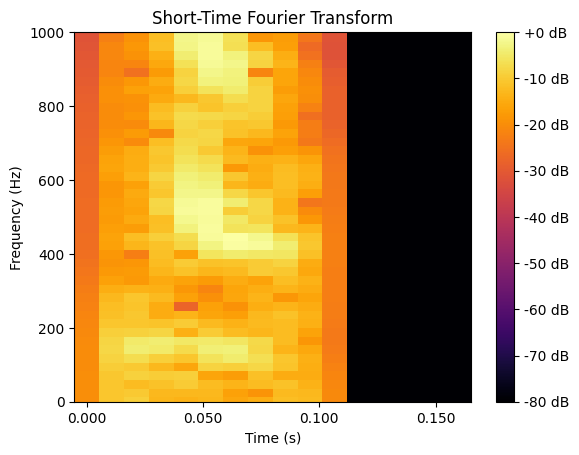 Short-Time Fourier Transform
1000
800
600
400
200
0
Frequency (Hz)
0.000
0.050
0.100
0.150
Time (s)
+0 dB
-10 dB
-20 dB
-30 dB
-40 dB
-50 dB
-60 dB
-70 dB
-80 dB